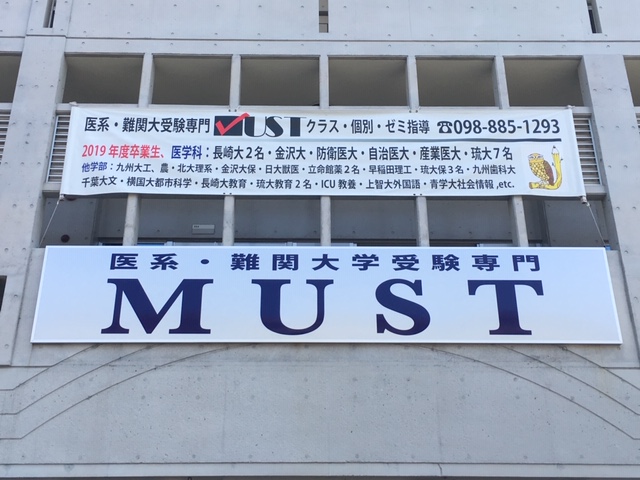 医系・難関大受験専門 MUST クラス・個別・ゼミ指導 ☎098-885-1293
2019年度卒業生、医学科：長崎大２名・金沢大・防衛医大・自治医大・産業医大・琉大７名
他学部：九州大工、農・北大理系・金沢大保・日大獣医・立命館薬２名・早稲田理工・琉大保３名・九州歯科大
千葉大文・横国大都市科学・長崎大教育・琉大教育２名・ICU教養・上智大外国語・青学大社会情報 ,etc.
医系・難関大学受験専門
MUST